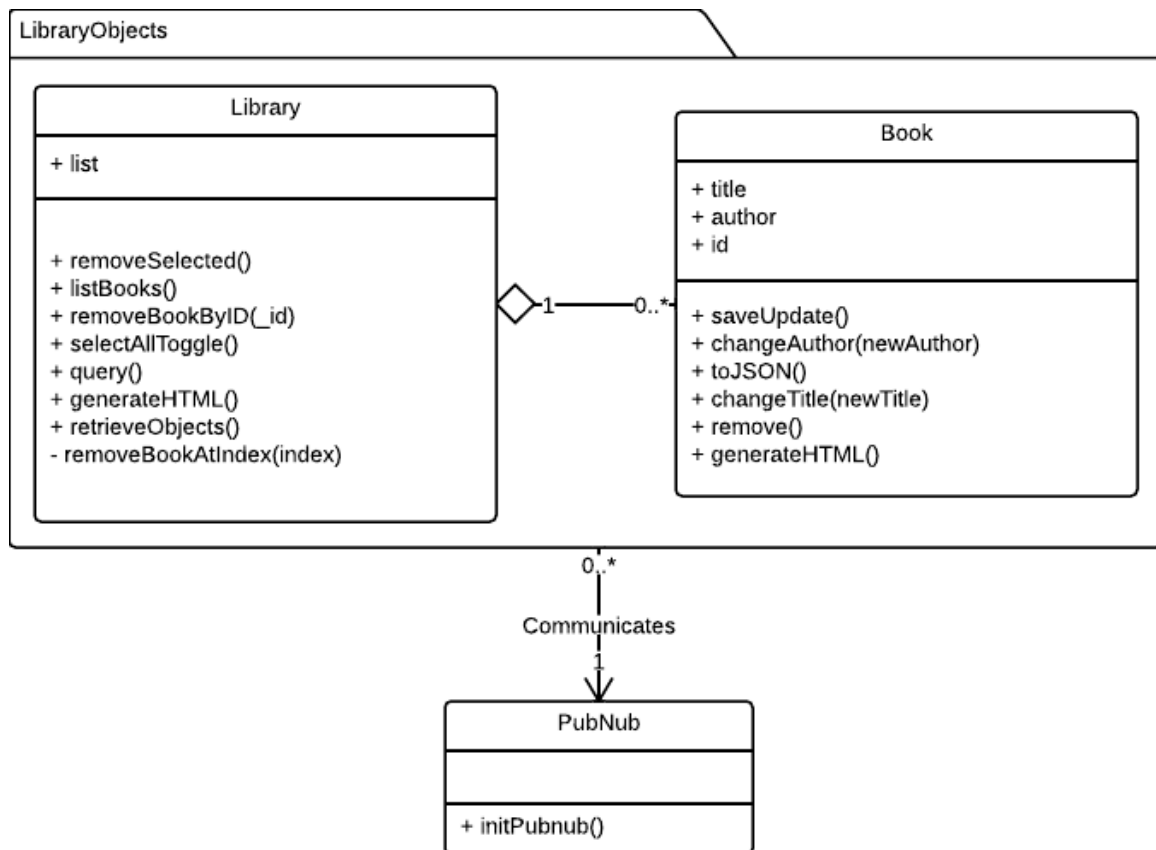 LibraryObjects
Library
+ list
+ removeSelected()
+ listBooks()
+ removeBookByID(_id)
+ selectAllToggle()
+ query()
+ generateHTML()
+ retrieveObjects()
- removeBookAtIndex(index)
1
0..*
Book
+ title
+ author
+ id
+ saveUpdate()
+ changeAuthor(newAuthor)
+ toJSON()
+ changeTitle(newTitle)
+ remove()
+ generateHTML()
0..*
Communicates
1
PubNub
+ initPubnub()